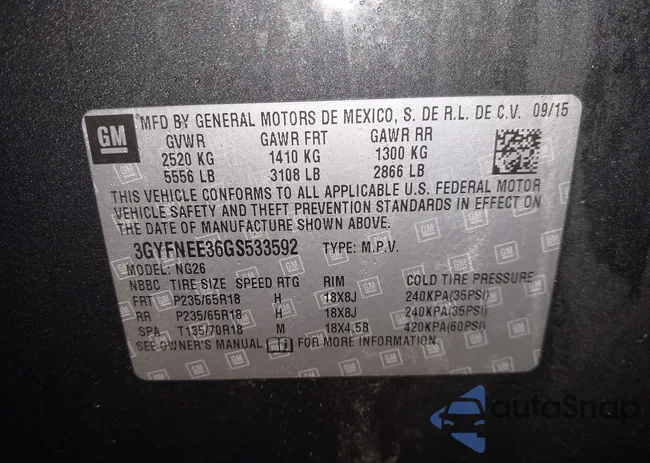 GM
MFD BY GENERAL MOTORS DE MEXICO, S. DE R.L. DE C.V. 09/15
GVWR GAWR FRT GAWR RR
2520 KG 1410 KG 1300 KG
5556 LB 3108 LB 2866 LB
THIS VEHICLE CONFORMS TO ALL APPLICABLE U.S. FEDERAL MOTOR
VEHICLE SAFETY AND THEFT PREVENTION STANDARDS IN EFFECT ON
THE DATE OF MANUFACTURE SHOWN ABOVE.
3GYFNEE36GS533592 TYPE: M.P.V.
MODEL: NG26
NBBC TIRE SIZE SPEED RTG RIM COLD TIRE PRESSURE
FRT P235/65R18 H 18X8J 240KPA(35PSI)
RR P235/65R18 H 18X8J 240KPA(35PSI)
SPA T135/70R18 M 18X4.5B 420KPA(60PSI)
SEE OWNER'S MANUAL i FOR MORE INFORMATION.
autoSnap